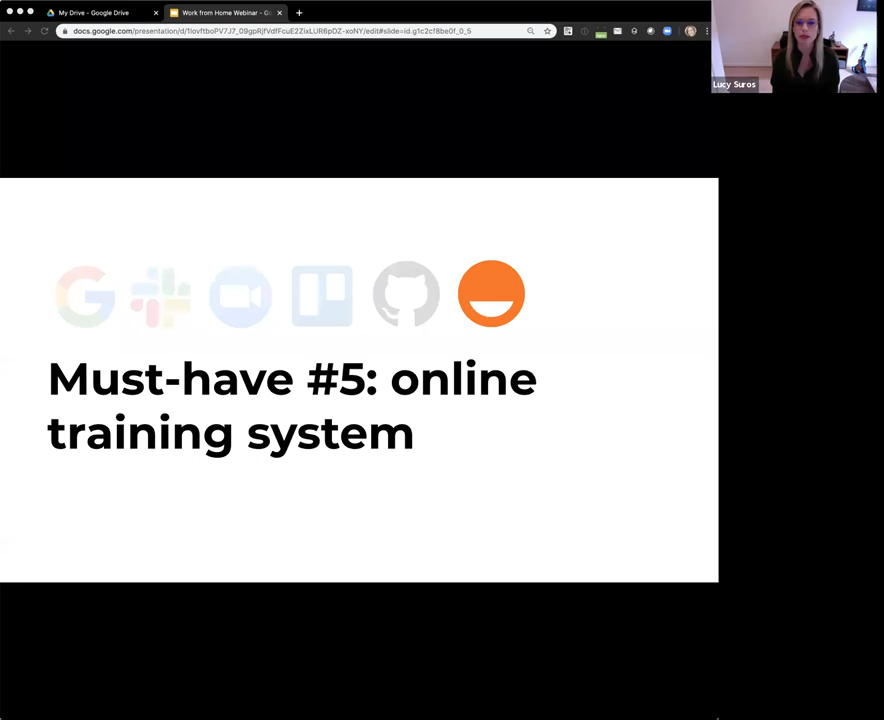 My Drive - Google Drive
Work from Home Webinar - Go
docs.google.com/presentation/d/1IovftboPV7J7_09gpRjfVdfFcuE2ZixLUR6pDZ-xoNY/edit#slide=id.g1c2cf8be0f_0_5
Lucy Suros
Must-have #5: online
training system